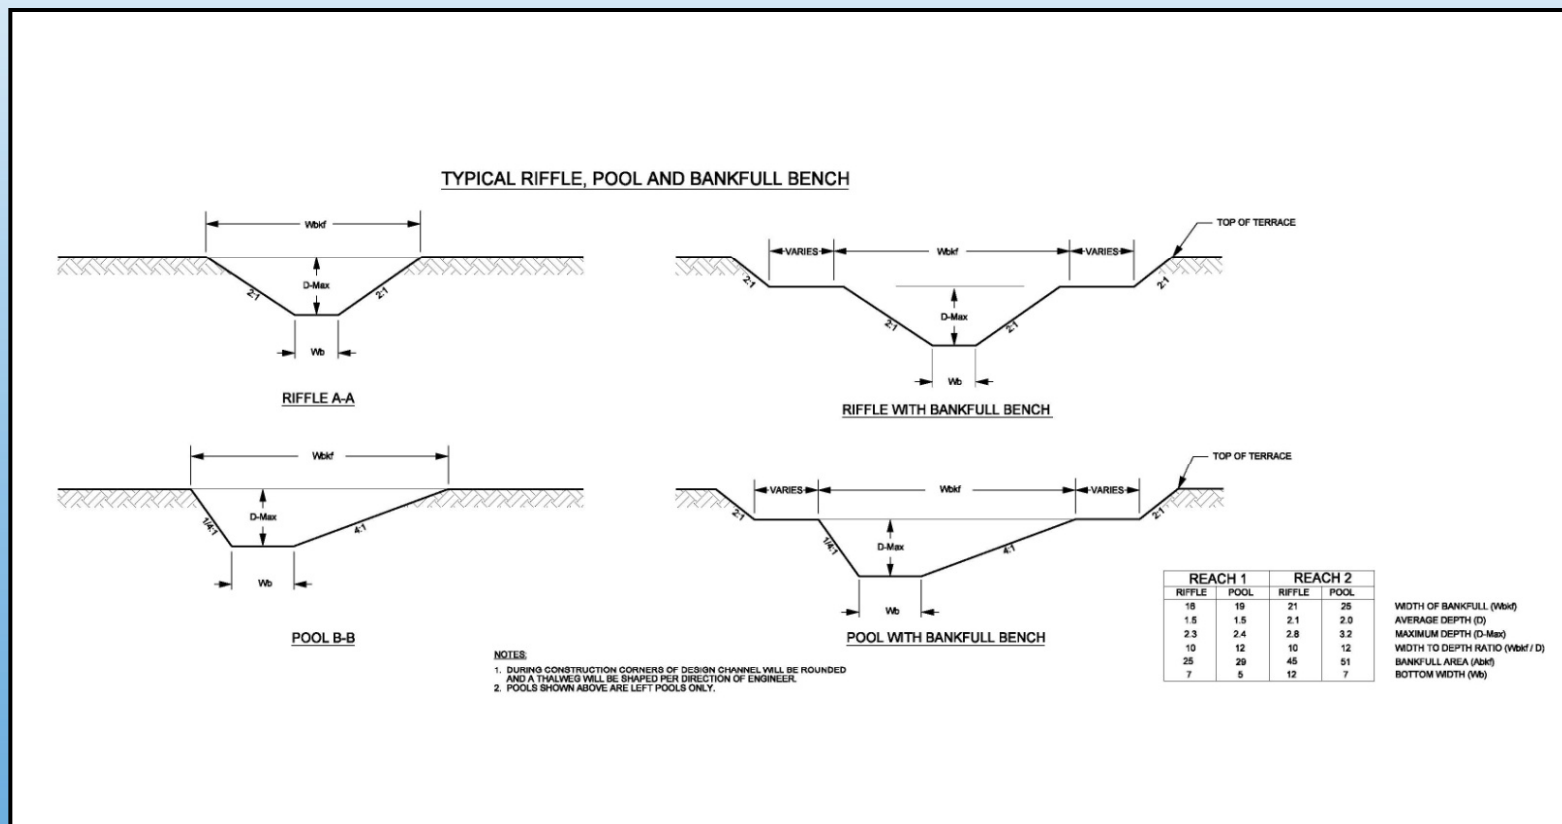 TYPICAL RIFFLE, POOL AND BANKFULL BENCH
Wbkf
D-Max
2:1
2:1
Wb
RIFFLE A-A
TOP OF TERRACE
VARIES
Wbkf
VARIES
2:1
2:1
D-Max
2:1
2:1
Wb
RIFFLE WITH BANKFULL BENCH
Wbkf
D-Max
1/4:1
4:1
Wb
POOL B-B
TOP OF TERRACE
VARIES
Wbkf
VARIES
2:1
2:1
D-Max
1/4:1
4:1
Wb
POOL WITH BANKFULL BENCH
NOTES:
1. DURING CONSTRUCTION CORNERS OF DESIGN CHANNEL WILL BE ROUNDED
AND A THALWEG WILL BE SHAPED PER DIRECTION OF ENGINEER.
2. POOLS SHOWN ABOVE ARE LEFT POOLS ONLY.
REACH 1 REACH 2
RIFFLE POOL RIFFLE POOL
16 19 21 25 WIDTH OF BANKFULL (Wbkf)
1.5 1.5 2.1 2.0 AVERAGE DEPTH (D)
2.3 2.4 2.8 3.2 MAXIMUM DEPTH (D-Max)
10 12 10 12 WIDTH TO DEPTH RATIO (Wbkf / D)
25 29 45 51 BANKFULL AREA (Abkf)
7 5 12 7 BOTTOM WIDTH (Wb)